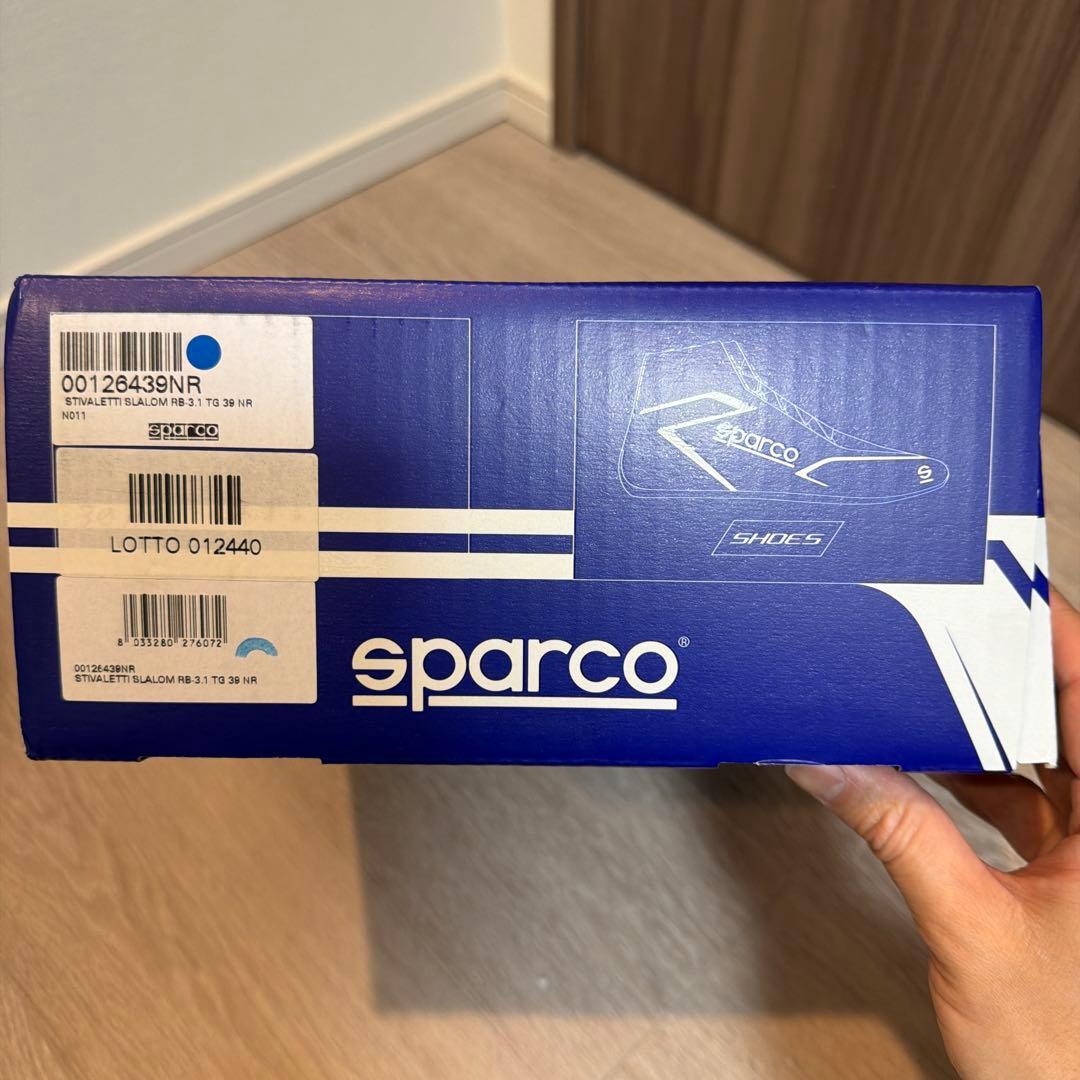 00126439NR
STIVALETTI SLALOM RB-3.1 TG 39 NR
N011
sparco
LOTTO 012440
8 033280 276072
00126439NR
STIVALETTI SLALOM RB-3.1 TG 39 NR
sparco
S
SHOES
sparco®